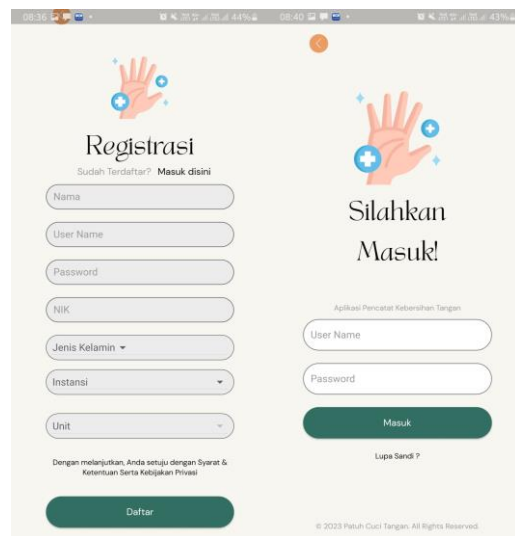 08:36
44%
Registrasi
Sudah Terdaftar? Masuk disini
Nama
User Name
Password
NIK
Jenis Kelamin
Instansi
Unit
Dengan melanjutkan, Anda setuju dengan Syarat &
Ketentuan Serta Kebijakan Privasi
Daftar
08:40
43%
Silahkan
Masuk!
Aplikasi Pencatat Kebersihan Tangan
User Name
Password
Masuk
Lupa Sandi ?
© 2023 Patuh Cuci Tangan. All Rights Reserved.